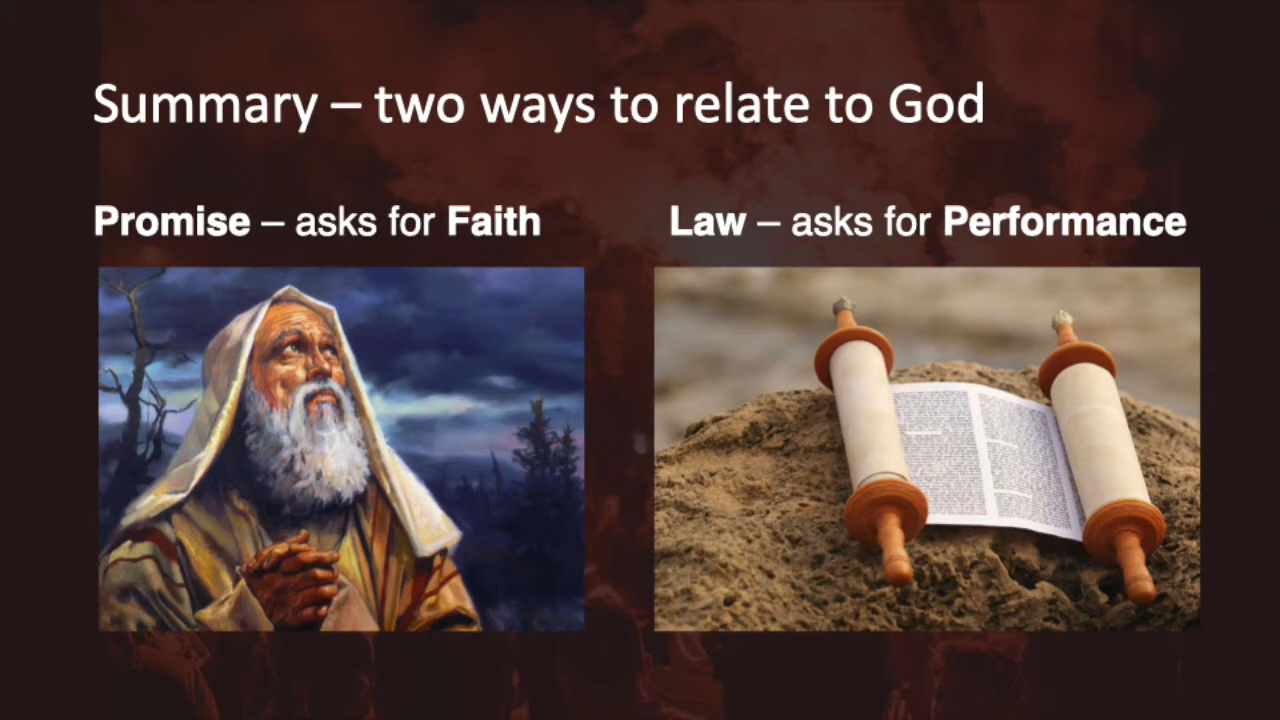 Summary – two ways to relate to God
Promise – asks for Faith
Law – asks for Performance